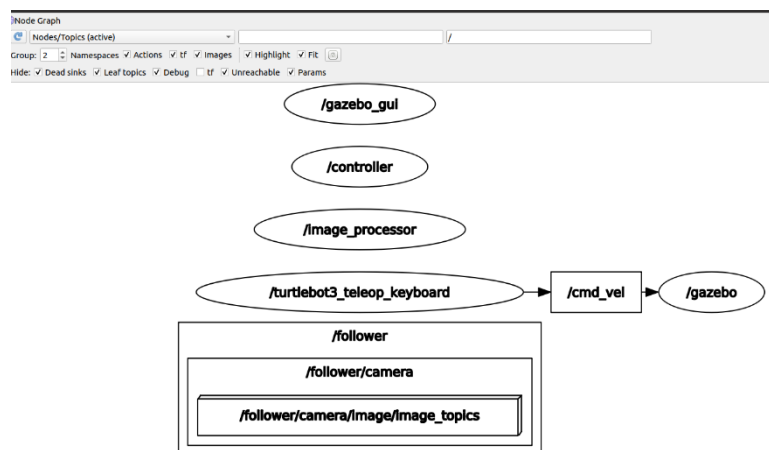 Node Graph
Nodes/Topics (active) /
Group: 2 Namespaces Actions tf Images Highlight Fit
Hide: Dead sinks Leaf topics Debug tf Unreachable Params
/gazebo_gui
/controller
/image_processor
/turtlebot3_teleop_keyboard /cmd_vel /gazebo
/follower
/follower/camera
/follower/camera/image/image_topics